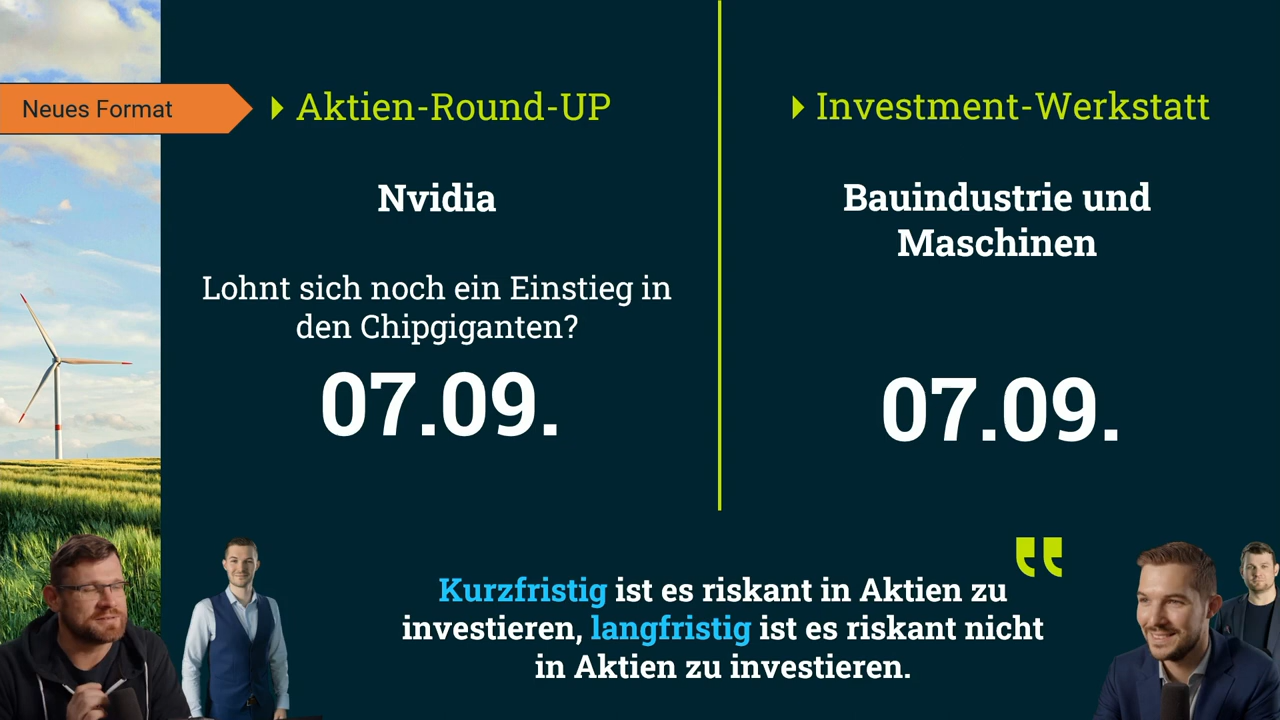 Neues Format
Aktien-Round-UP
Nvidia
Lohnt sich noch ein Einstieg in
den Chipgiganten?
07.09.
Investment-Werkstatt
Bauindustrie und
Maschinen
07.09.
Kurzfristig ist es riskant in Aktien zu
investieren, langfristig ist es riskant nicht
in Aktien zu investieren.